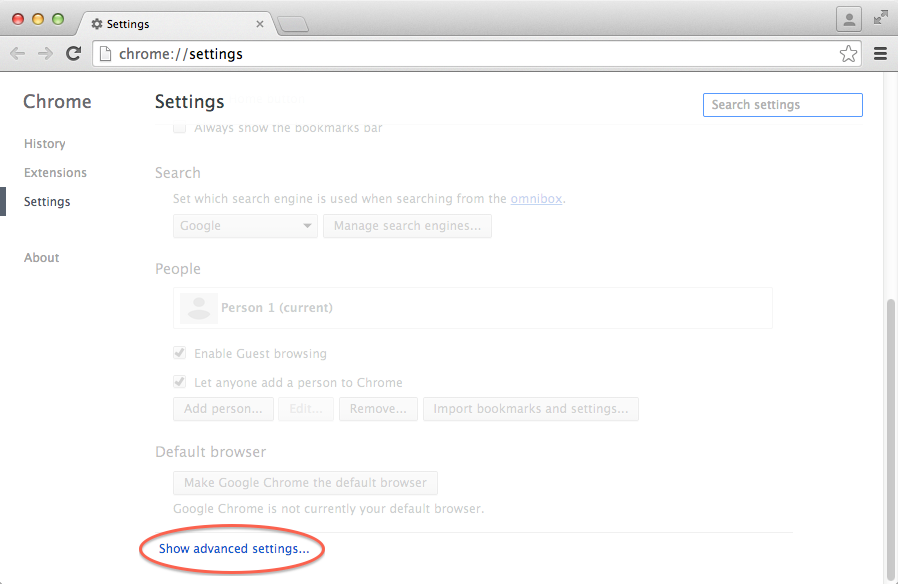 Settings
chrome://settings
Chrome
Settings
Search settings
History
Extensions
Settings
About
Always show the bookmarks bar
Search
Set which search engine is used when searching from the omnibox.
Google
Manage search engines...
People
Person 1 (current)
Enable Guest browsing
Let anyone add a person to Chrome
Add person...
Edit...
Remove...
Import bookmarks and settings...
Default browser
Make Google Chrome the default browser
Google Chrome is not currently your default browser.
Show advanced settings...